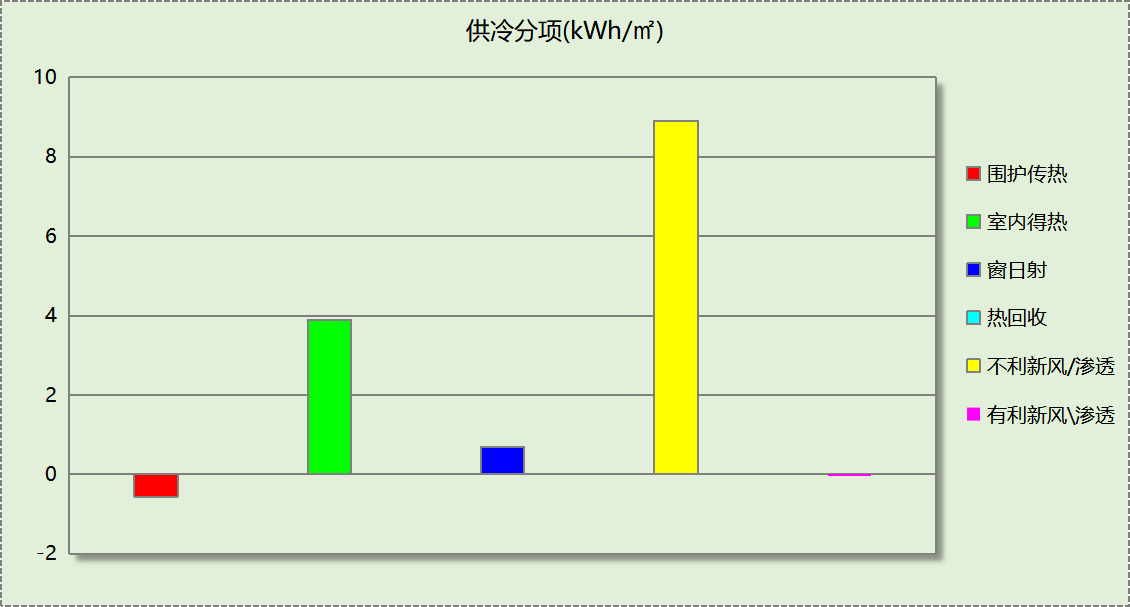 供冷分项(kWh/㎡)
10
8
6
4
2
0
-2
围护传热
室内得热
窗日射
热回收
不利新风/渗透
有利新风\渗透